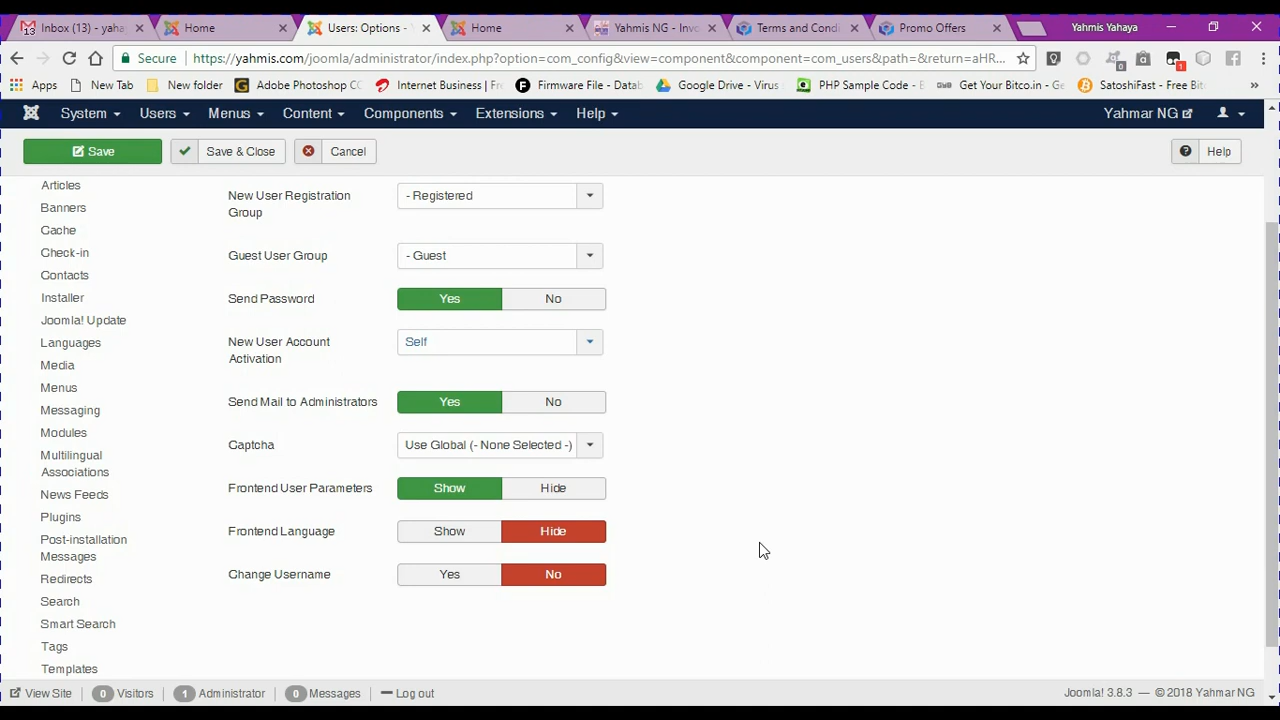 Inbox (13) - yaha
Home
Users: Options -
Home
Yahmis NG - Invo
Terms and Condi
Promo Offers
Yahmis Yahaya
Secure
https://yahmis.com/joomla/administrator/index.php?option=com_config&view=component&component=com_users&path=&return=aHR...
Apps
New Tab
New folder
Adobe Photoshop CC
Internet Business | Fr
Firmware File - Datab
Google Drive - Virus
PHP Sample Code -
Get Your Bitco.in - Ge
SatoshiFast - Free Bit
System
Users
Menus
Content
Components
Extensions
Help
Yahmar NG
Save
Save & Close
Cancel
Help
Articles
Banners
Cache
Check-in
Contacts
Installer
Joomla! Update
Languages
Media
Menus
Messaging
Modules
Multilingual
Associations
News Feeds
Plugins
Post-installation
Messages
Redirects
Search
Smart Search
Tags
Templates
New User Registration
Group
- Registered
Guest User Group
- Guest
Send Password
Yes
No
New User Account
Activation
Self
Send Mail to Administrators
Yes
No
Captcha
Use Global (- None Selected -)
Frontend User Parameters
Show
Hide
Frontend Language
Show
Hide
Change Username
Yes
No
View Site
0 Visitors
1 Administrator
0 Messages
Log out
Joomla! 3.8.3 — © 2018 Yahmar NG